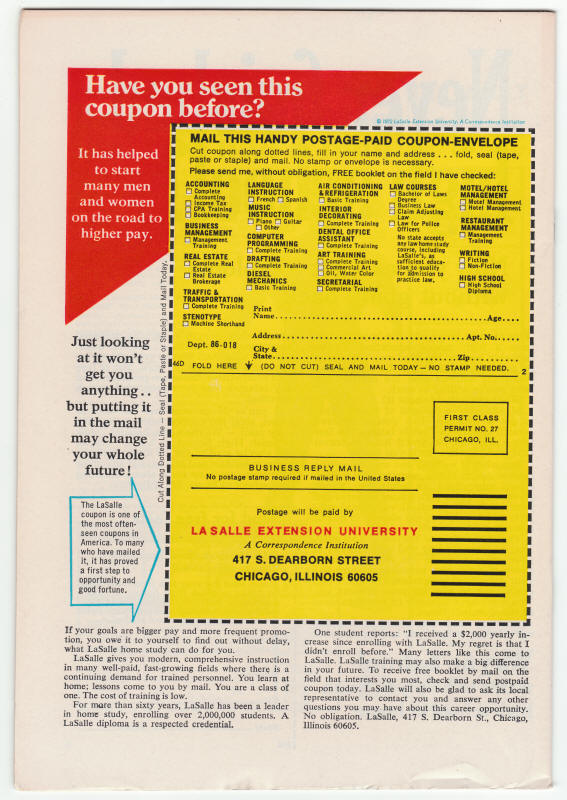 Have you seen this
coupon before?
© 1972 LaSalle Extension University, A Correspondence Institution
It has helped
to start
many men
and women
on the road to
higher pay.
MAIL THIS HANDY POSTAGE-PAID COUPON-ENVELOPE
Cut coupon along dotted lines, fill in your name and address . . . fold, seal (tape,
paste or staple) and mail. No stamp or envelope is necessary.
Please send me, without obligation, FREE booklet on the field I have checked:
ACCOUNTING
Complete
Accounting
Income Tax
CPA Training
Bookkeeping
BUSINESS
MANAGEMENT
Management
Training
REAL ESTATE
Complete Real
Estate
Real Estate
Brokerage
TRAFFIC &
TRANSPORTATION
Complete Training
STENOTYPE
Machine Shorthand
LANGUAGE
INSTRUCTION
French Spanish
MUSIC
INSTRUCTION
Piano Guitar
Other
COMPUTER
PROGRAMMING
Complete Training
DRAFTING
Complete Training
DIESEL
MECHANICS
Basic Training
AIR CONDITIONING
& REFRIGERATION
Basic Training
INTERIOR
DECORATING
Complete Training
DENTAL OFFICE
ASSISTANT
Complete Training
ART TRAINING
Complete Training
Commercial Art
Oil, Water Color
SECRETARIAL
Complete Training
LAW COURSES
Bachelor of Laws
Degree
Business Law
Claim Adjusting
Law
Law for Police
Officers
No state accepts
any law home study
course, including
LaSalle's, as
sufficient educa-
tion to qualify
for admission to
practice law.
MOTEL/HOTEL
MANAGEMENT
Motel Management
Hotel Management
RESTAURANT
MANAGEMENT
Management
Training
WRITING
Fiction
Non-Fiction
HIGH SCHOOL
High School
Diploma
Print
Name........Age....
Address........Apt. No.....
Dept. 86-018
City &
State........Zip........
46D FOLD HERE (DO NOT CUT) SEAL AND MAIL TODAY—NO STAMP NEEDED. 2
Cut Along Dotted Line — Seal (Tape, Paste or Staple) and Mail Today.
Just looking
at it won't
get you
anything . .
but putting it
in the mail
may change
your whole
future!
The LaSalle
coupon is one of
the most often-
seen coupons in
America. To many
who have mailed
it, it has proved
a first step to
opportunity and
good fortune.
FIRST CLASS
PERMIT NO. 27
CHICAGO, ILL.
BUSINESS REPLY MAIL
No postage stamp required if mailed in the United States
Postage will be paid by
LA SALLE EXTENSION UNIVERSITY
A Correspondence Institution
417 S. DEARBORN STREET
CHICAGO, ILLINOIS 60605
If your goals are bigger pay and more frequent promo-
tion, you owe it to yourself to find out without delay,
what LaSalle home study can do for you.
LaSalle gives you modern, comprehensive instruction
in many well-paid, fast-growing fields where there is a
continuing demand for trained personnel. You learn at
home; lessons come to you by mail. You are a class of
one. The cost of training is low.
For more than sixty years, LaSalle has been a leader
in home study, enrolling over 2,000,000 students. A
LaSalle diploma is a respected credential.
One student reports: "I received a $2,000 yearly in-
crease since enrolling with LaSalle. My regret is that I
didn't enroll before." Many letters like this come to
LaSalle. LaSalle training may also make a big difference
in your future. To receive free booklet by mail on the
field that interests you most, check and send postpaid
coupon today. LaSalle will also be glad to ask its local
representative to contact you and answer any other
questions you may have about this career opportunity.
No obligation. LaSalle, 417 S. Dearborn St., Chicago,
Illinois 60605.